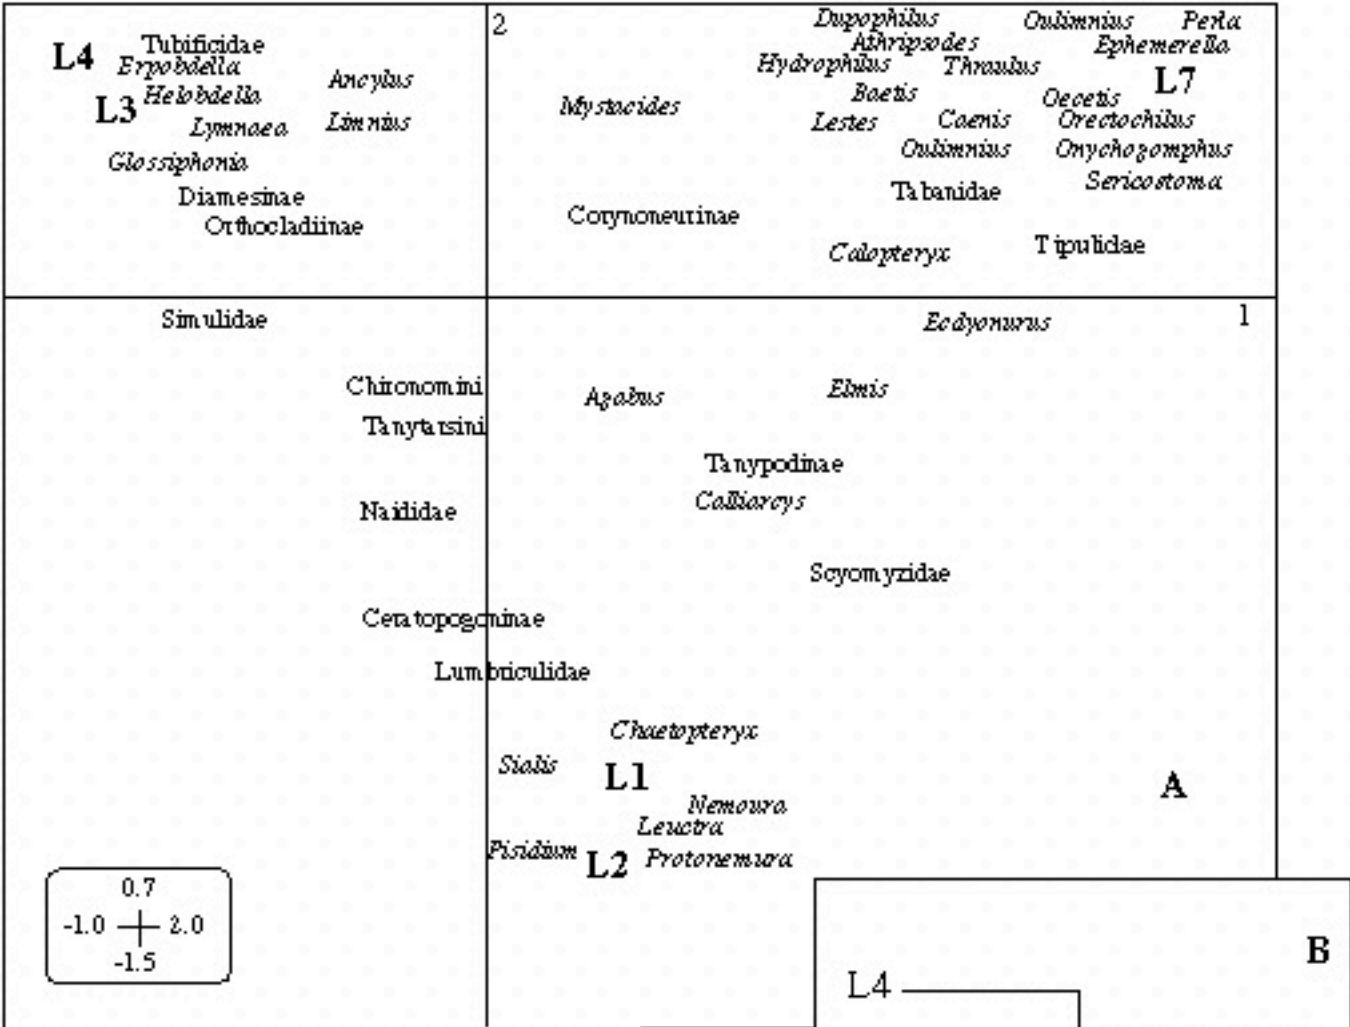 2
Dupophilus
Oulimnius
Perla
L4
Tubificidae
Athripsodes
Ephemerella
Erpobdella
Hydrophilus
Thraulus
Ancylus
L7
L3
Helobdella
Mystacides
Baetis
Oecetis
Lymnaea
Limnius
Lestes
Caenis
Orectochilus
Glossiphonia
Oulimnius
Onychogomphus
Sericostoma
Diamesinae
Tabanidae
Orthocladiinae
Corynoneurinae
Calopteryx
Tipulidae
Simulidae
Ecdyonurus
1
Chironomini
Agabus
Elmis
Tanytarsini
Tanypodinae
Calliarcys
Naididae
Scyomyzidae
Ceratopogoninae
Lumbriculidae
Chaetopteryx
Sialis
L1
A
Nemoura
Leuctra
Pisidium
L2
Protonemura
0.7
-1.0
2.0
-1.5
B
L4